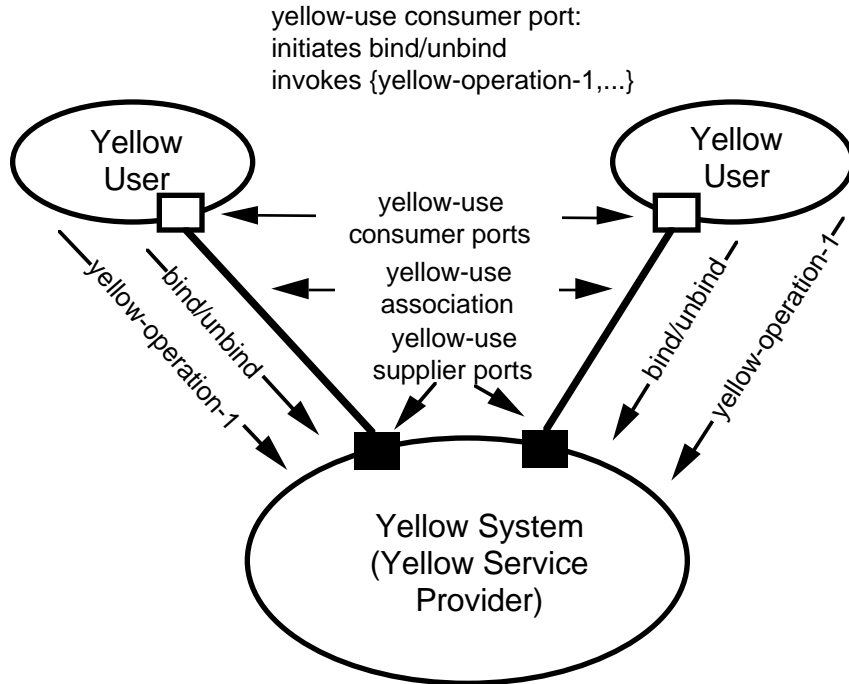 yellow-use consumer port:
initiates bind/unbind
invokes {yellow-operation-1,...}
Yellow
User
Yellow
User
yellow-use
consumer ports
yellow-use
association
yellow-use
supplier ports
yellow-operation-1
bind/unbind
bind/unbind
yellow-operation-1
Yellow System
(Yellow Service
Provider)